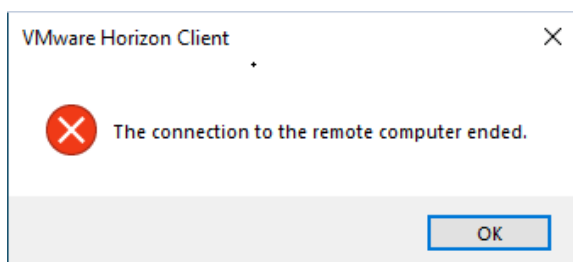 VMware Horizon Client
The connection to the remote computer ended.
OK